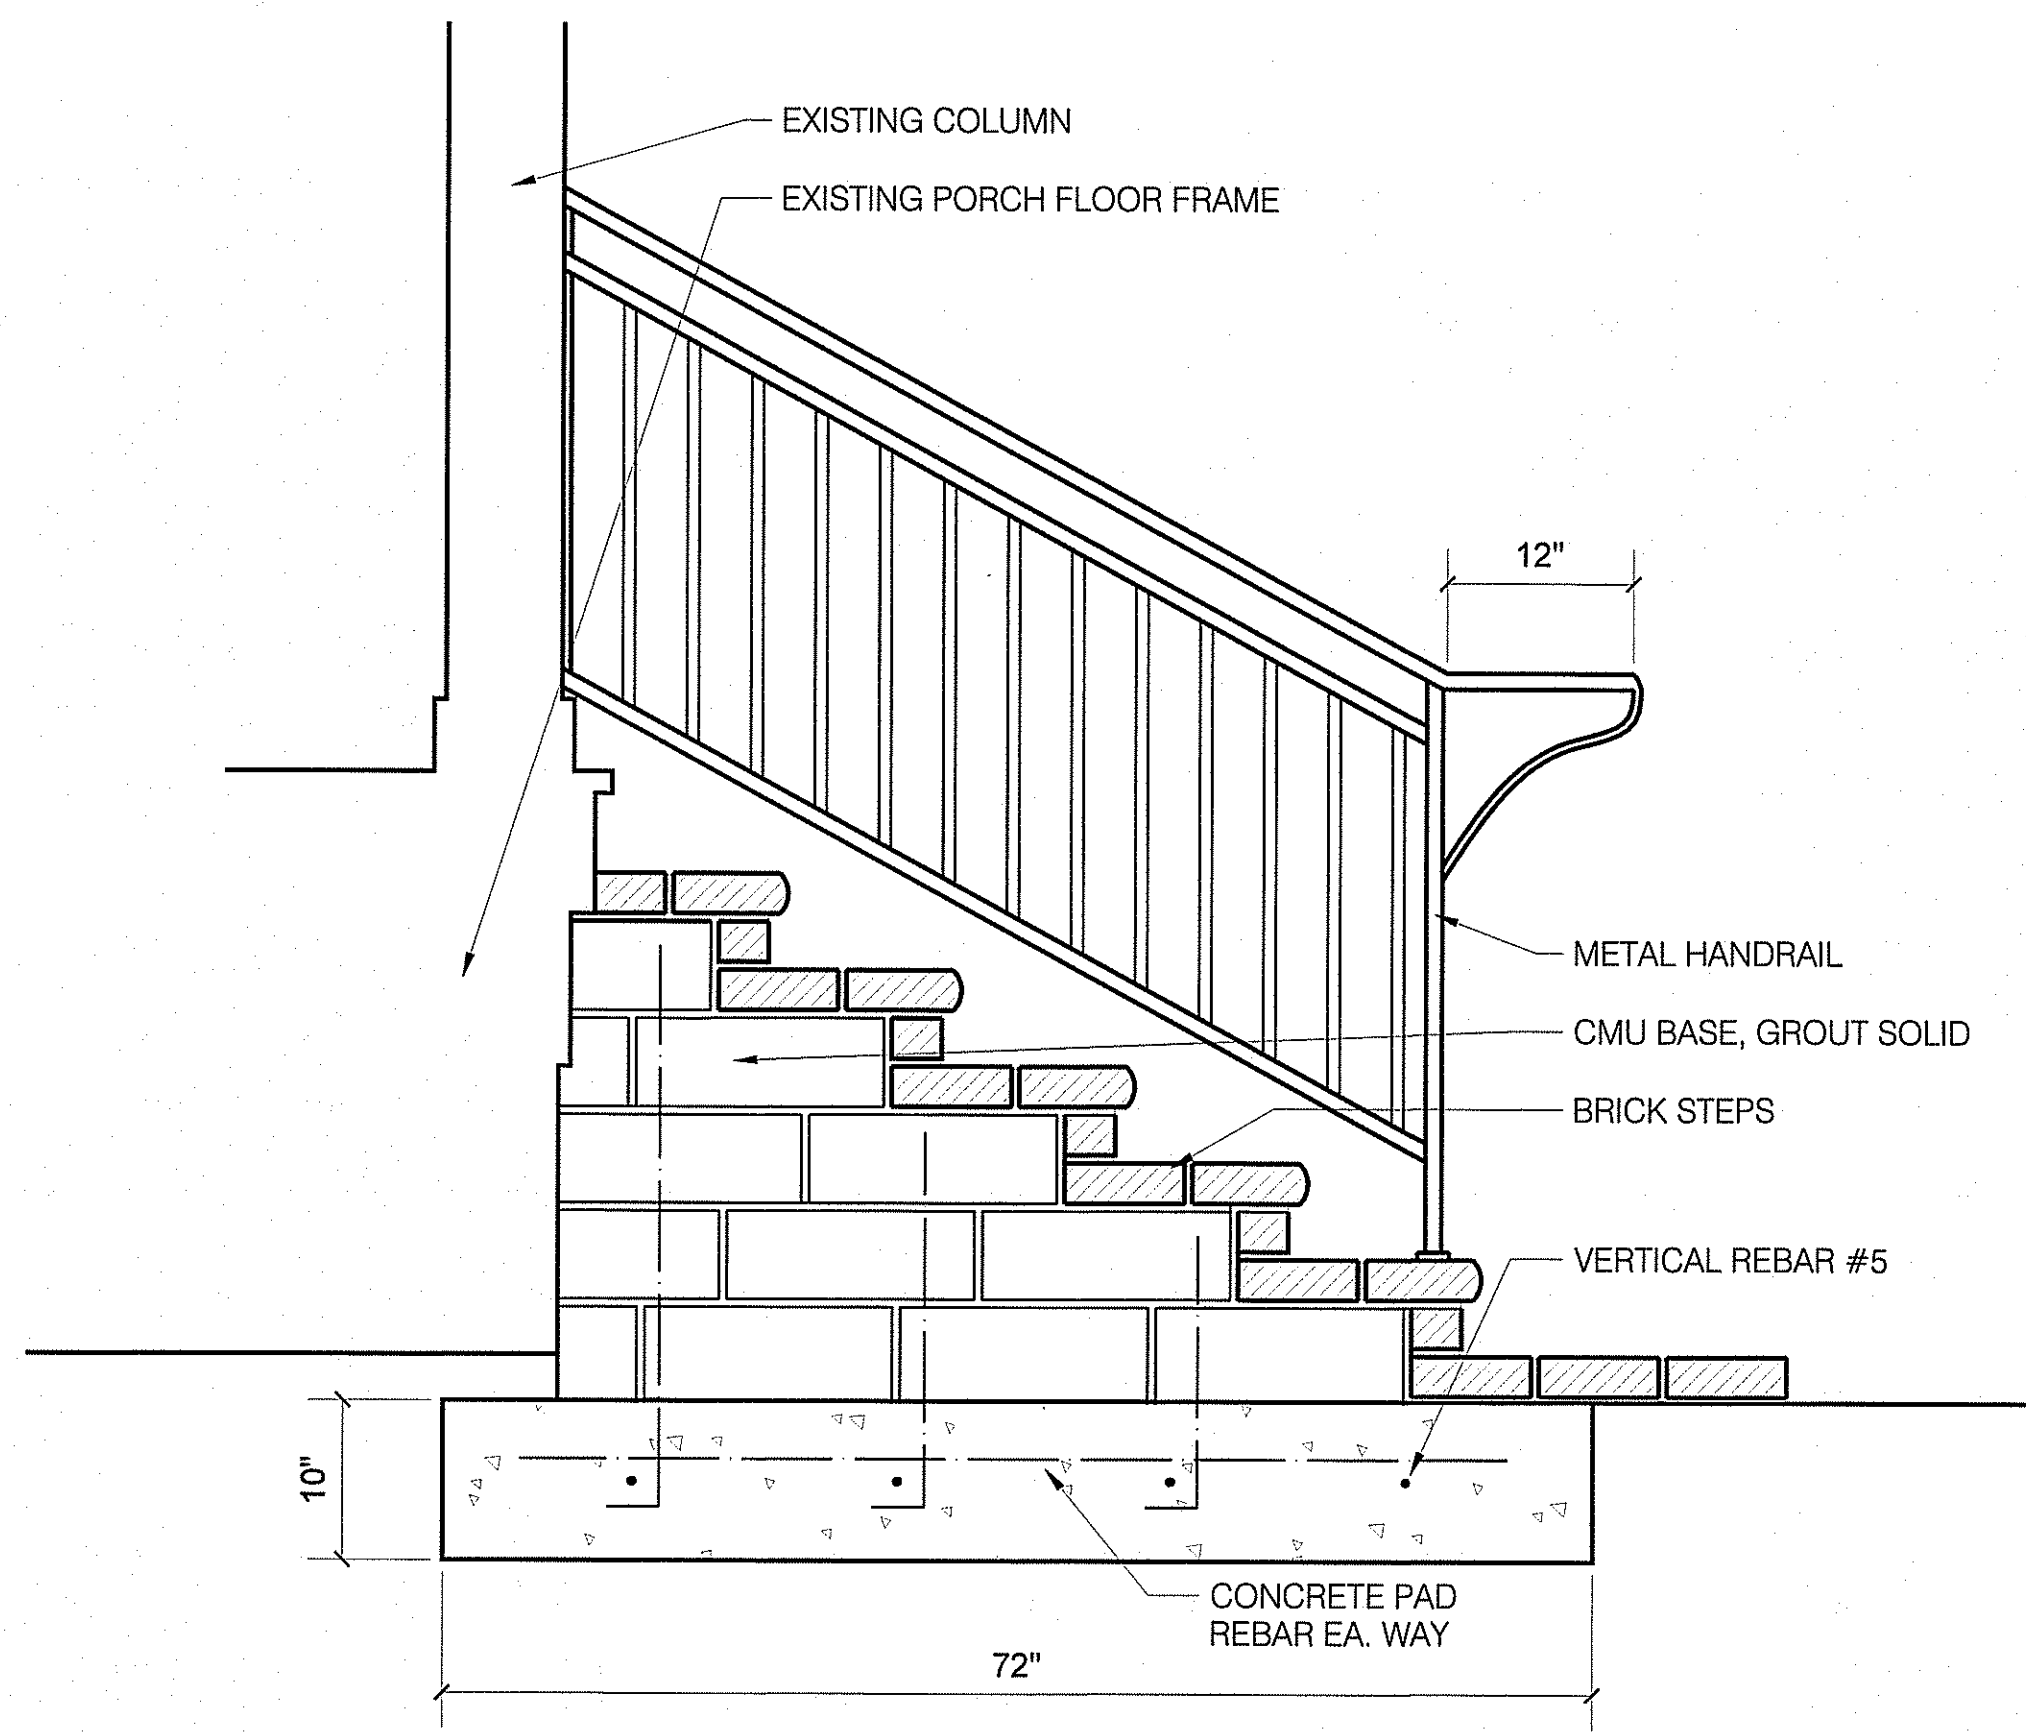 EXISTING COLUMN
EXISTING PORCH FLOOR FRAME
12"
METAL HANDRAIL
CMU BASE, GROUT SOLID
BRICK STEPS
VERTICAL REBAR #5
10"
CONCRETE PAD
REBAR EA. WAY
72"